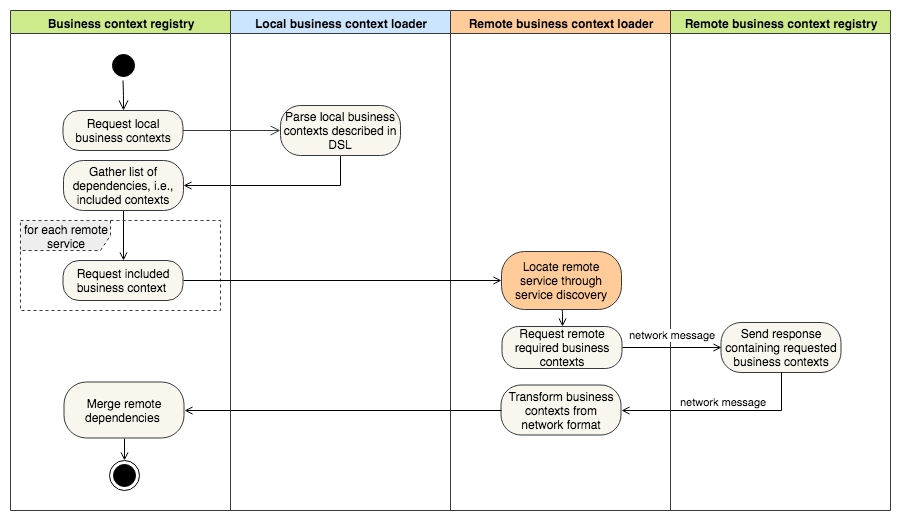 Business context registry
Local business context loader
Remote business context loader
Remote business context registry
Request local
business contexts
Parse local business
contexts described in
DSL
Gather list of
dependencies, i.e.,
included contexts
for each remote
service
Request included
business context
Locate remote
service through
service discovery
Request remote
required business
contexts
network message
Send response
containing requested
business contexts
network message
Transform business
contexts from
network format
Merge remote
dependencies